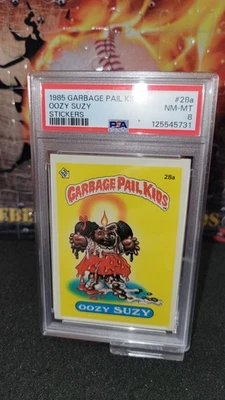 1985 GARBAGE PAIL KI #28a
OOZY SUZY NM-MT
STICKERS PSA 8
125545731
GARBAGE PAIL KIDS
28a
OOZY SUZY